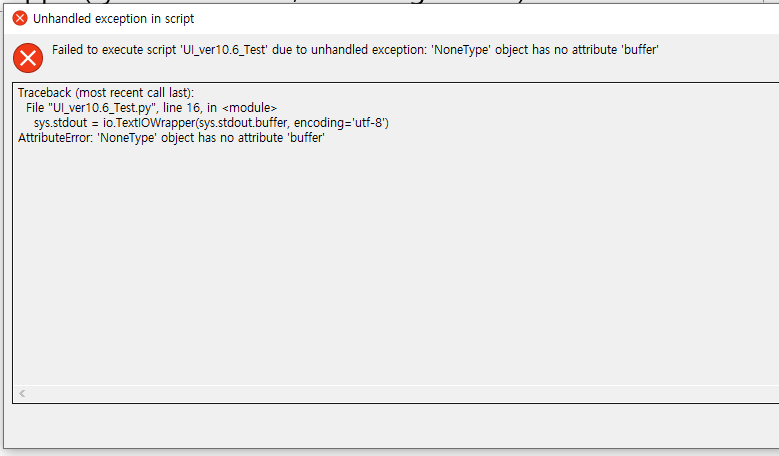 Unhandled exception in script
Failed to execute script 'UI_ver10.6_Test' due to unhandled exception: 'NoneType' object has no attribute 'buffer'
Traceback (most recent call last):
File "UI_ver10.6_Test.py", line 16, in <module>
sys.stdout = io.TextIOWrapper(sys.stdout.buffer, encoding='utf-8')
AttributeError: 'NoneType' object has no attribute 'buffer'